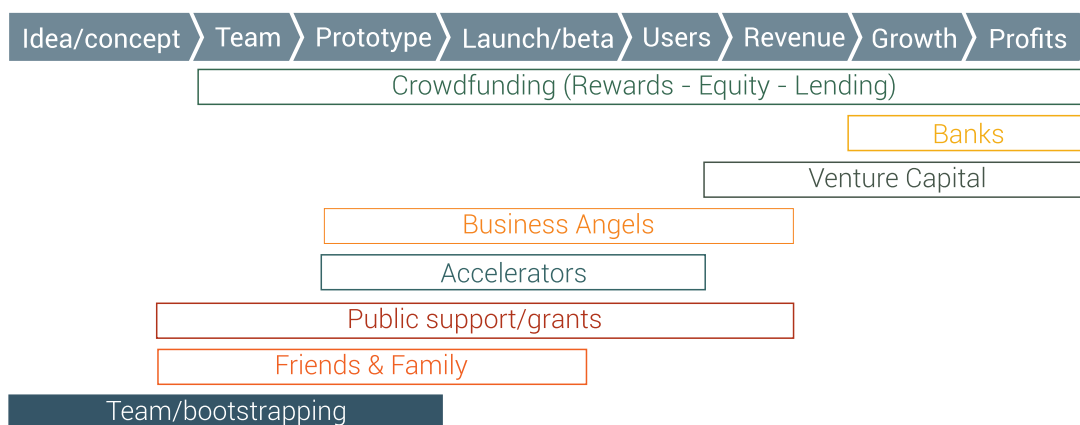 Idea/concept Team Prototype Launch/beta Users Revenue Growth Profits
Crowdfunding (Rewards - Equity - Lending)
Banks
Venture Capital
Business Angels
Accelerators
Public support/grants
Friends & Family
Team/bootstrapping